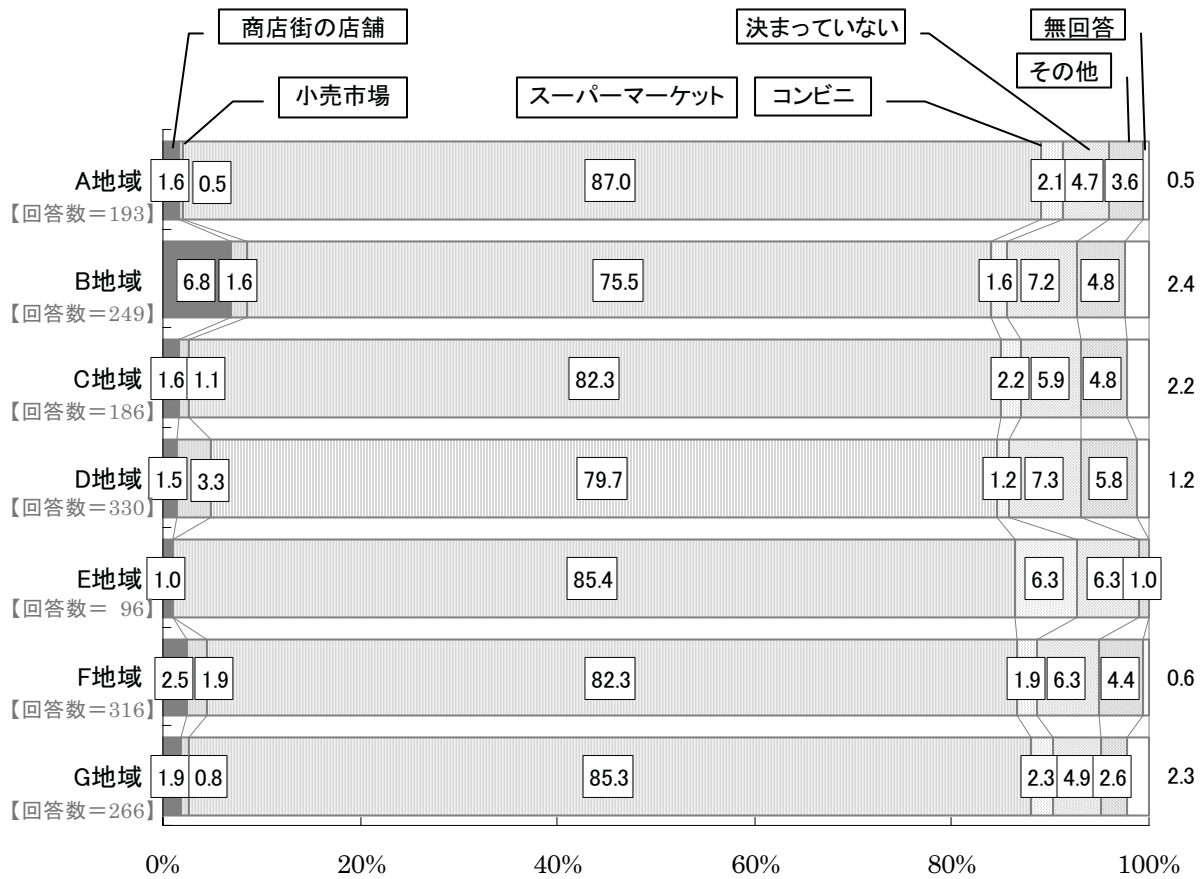 商店街の店舗
決まっていない
無回答
その他
小売市場
スーパーマーケット
コンビニ
A地域
1.6
0.5
87.0
2.1
4.7
3.6
0.5
【回答数＝193】
B地域
6.8
1.6
75.5
1.6
7.2
4.8
2.4
【回答数＝249】
C地域
1.6
1.1
82.3
2.2
5.9
4.8
2.2
【回答数＝186】
D地域
1.5
3.3
79.7
1.2
7.3
5.8
1.2
【回答数＝330】
E地域
1.0
85.4
6.3
6.3
1.0
【回答数＝ 96】
F地域
2.5
1.9
82.3
1.9
6.3
4.4
0.6
【回答数＝316】
G地域
1.9
0.8
85.3
2.3
4.9
2.6
2.3
【回答数＝266】
0%
20%
40%
60%
80%
100%